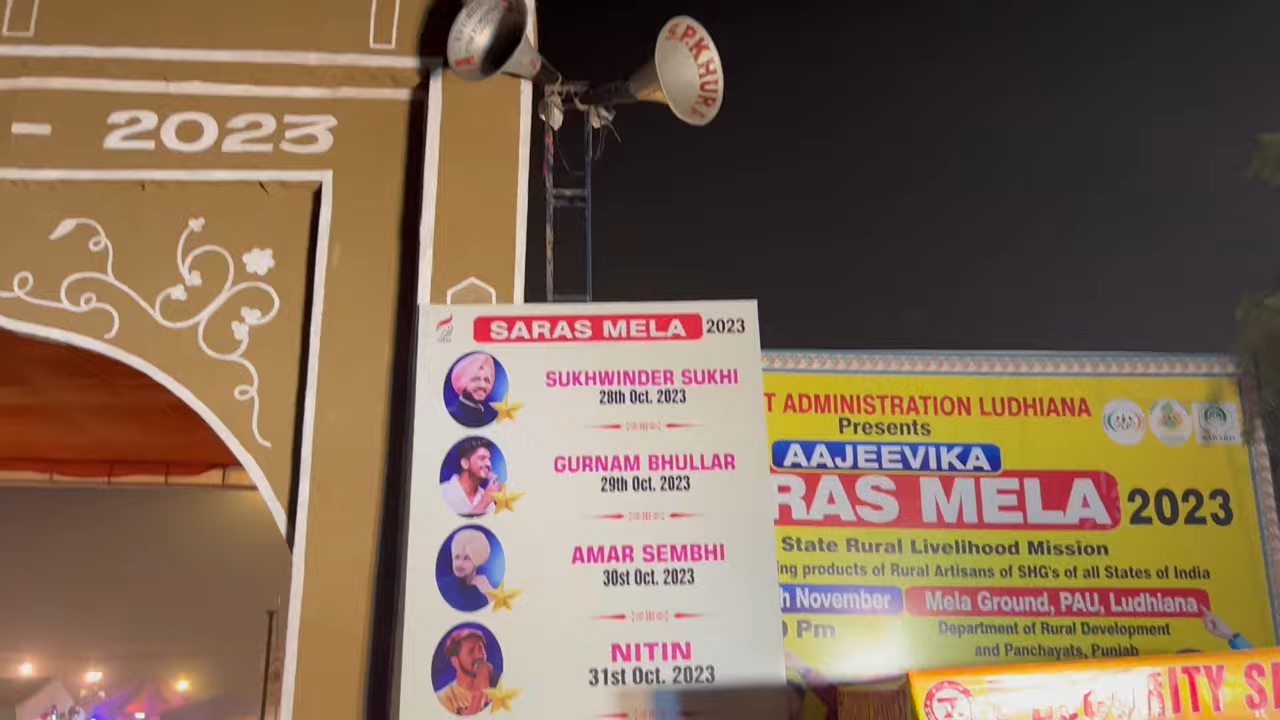 - 2023
S.P.KHURA
SARAS MELA 2023
SUKHWINDER SUKHI
28th Oct. 2023
GURNAM BHULLAR
29th Oct. 2023
AMAR SEMBHI
30st Oct. 2023
NITIN
31st Oct. 2023
T ADMINISTRATION LUDHIANA
Presents
AAJEEVIKA
RAS MELA 2023
State Rural Livelihood Mission
ing products of Rural Artisans of SHG's of all States of India
h November
Mela Ground, PAU, Ludhiana
Pm
Department of Rural Development
and Panchayats, Punjab
NABARD